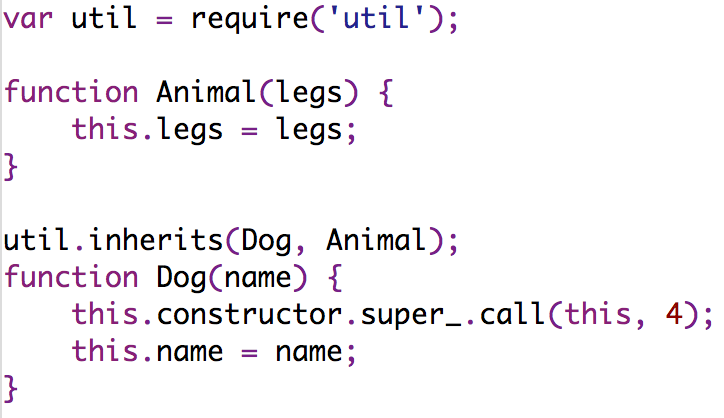 var util = require('util');
function Animal(legs) {
    this.legs = legs;
}
util.inherits(Dog, Animal);
function Dog(name) {
    this.constructor.super_.call(this, 4);
    this.name = name;
}